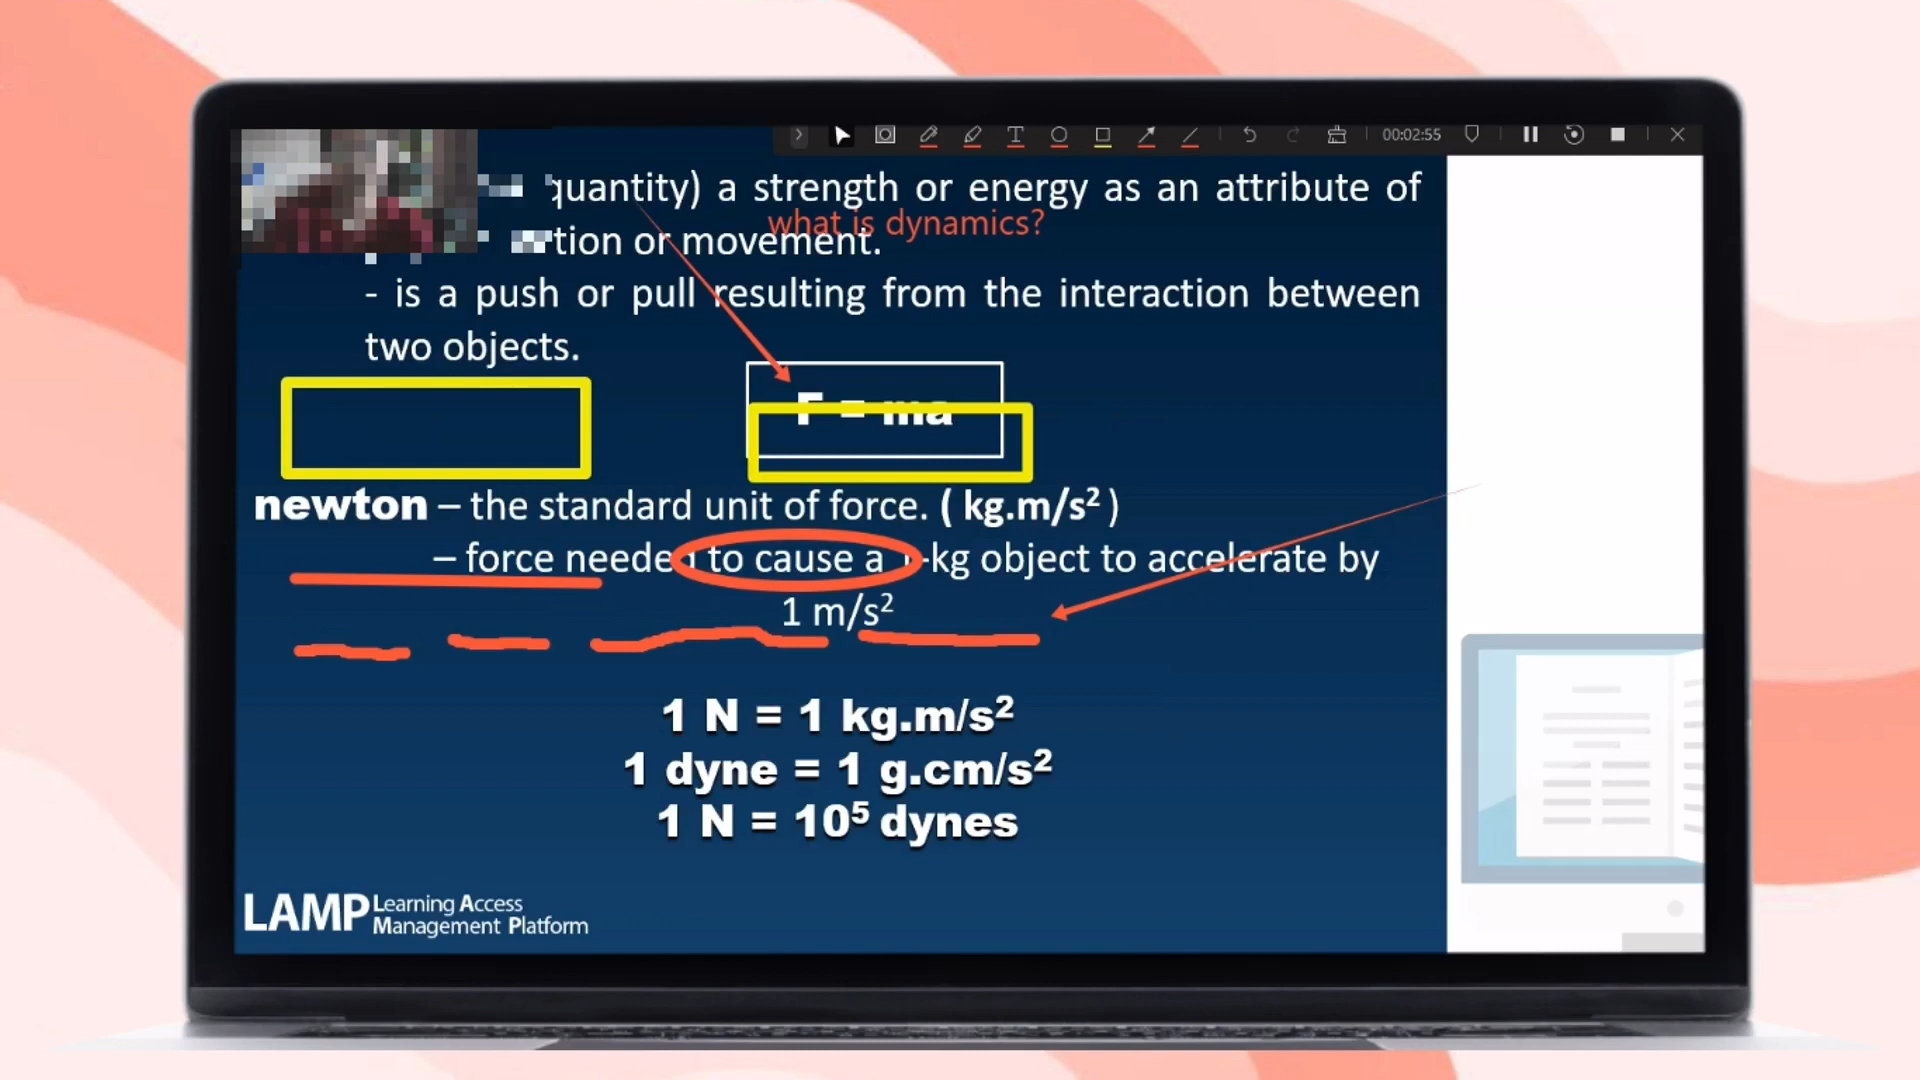 00:02:55
quantity) a strength or energy as an attribute of
what is dynamics?
tion or movement.
- is a push or pull resulting from the interaction between
two objects.
F = ma
newton – the standard unit of force. ( kg.m/s² )
– force needed to cause a 1-kg object to accelerate by
1 m/s²
1 N = 1 kg.m/s²
1 dyne = 1 g.cm/s²
1 N = 10⁵ dynes
LAMP Learning Access
Management Platform